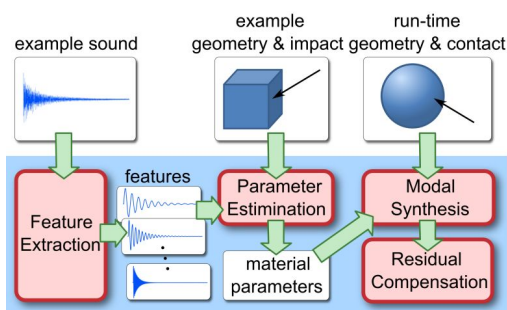 example sound
example
geometry & impact
run-time
geometry & contact
features
Feature
Extraction
Parameter
Estimination
material
parameters
Modal
Synthesis
Residual
Compensation